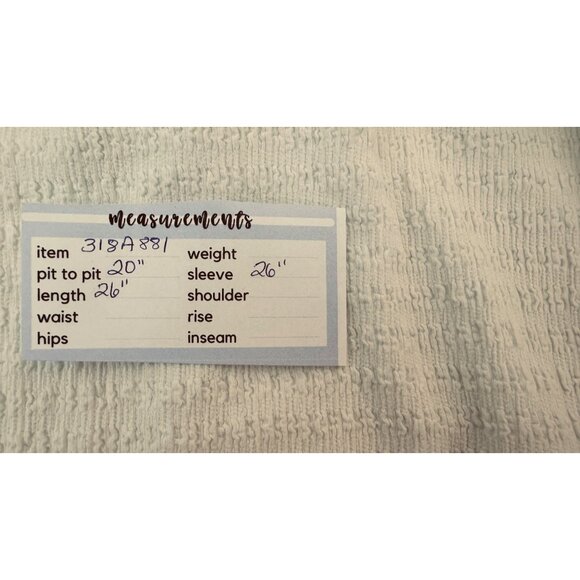 measurements
item 318A881
pit to pit 20"
length 26"
waist
hips
weight
sleeve 26"
shoulder
rise
inseam